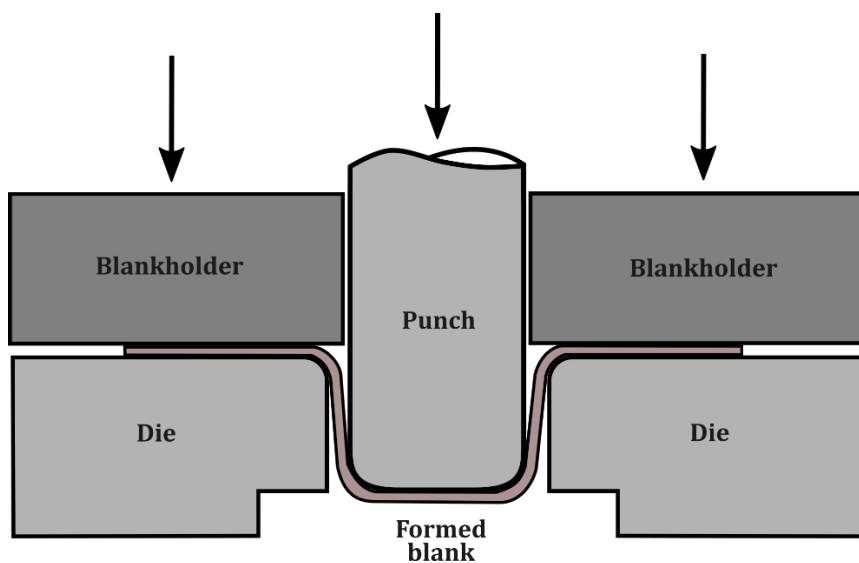 Blankholder
Blankholder
Punch
Die
Die
Formed
blank